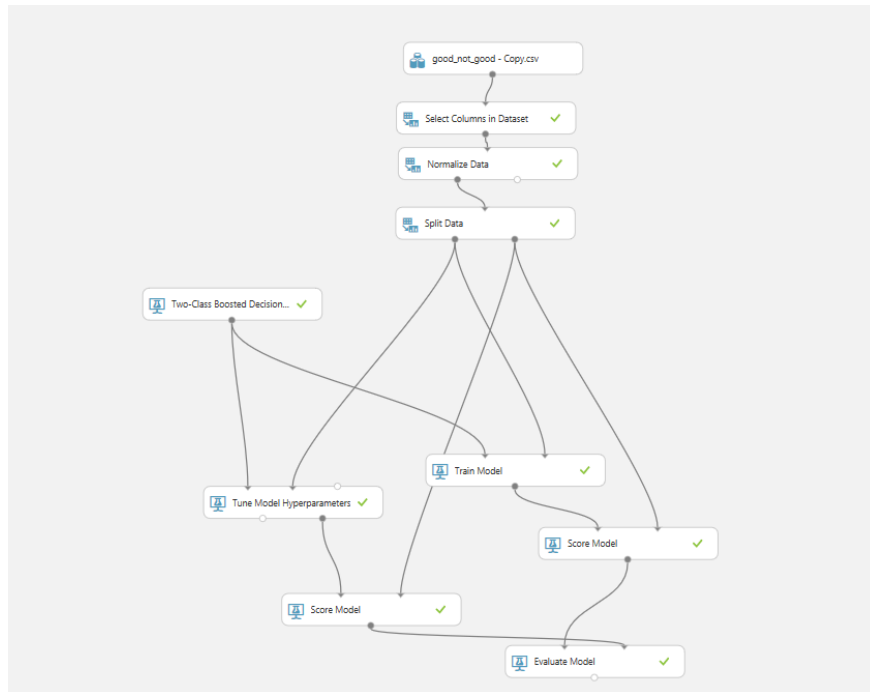 good_not_good - Copy.csv
Select Columns in Dataset
Normalize Data
Split Data
Two-Class Boosted Decision...
Train Model
Tune Model Hyperparameters
Score Model
Score Model
Evaluate Model